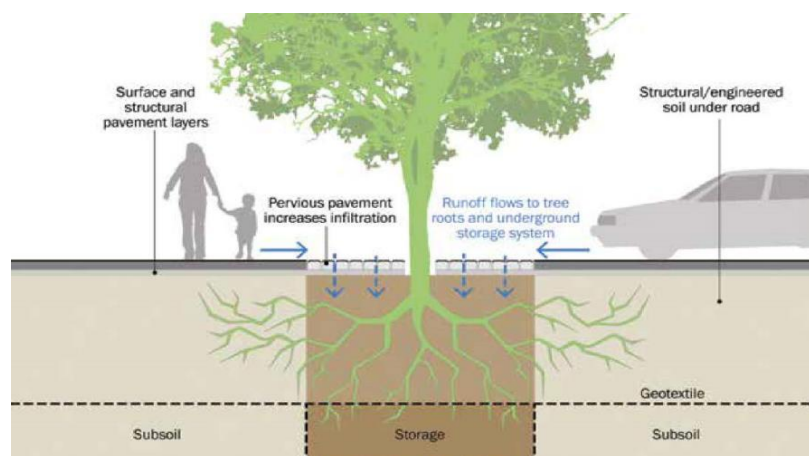 Surface and
structural
pavement layers
Structural/engineered
soil under road
Pervious pavement
increases infiltration
Runoff flows to tree
roots and underground
storage system
Geotextile
Subsoil
Storage
Subsoil